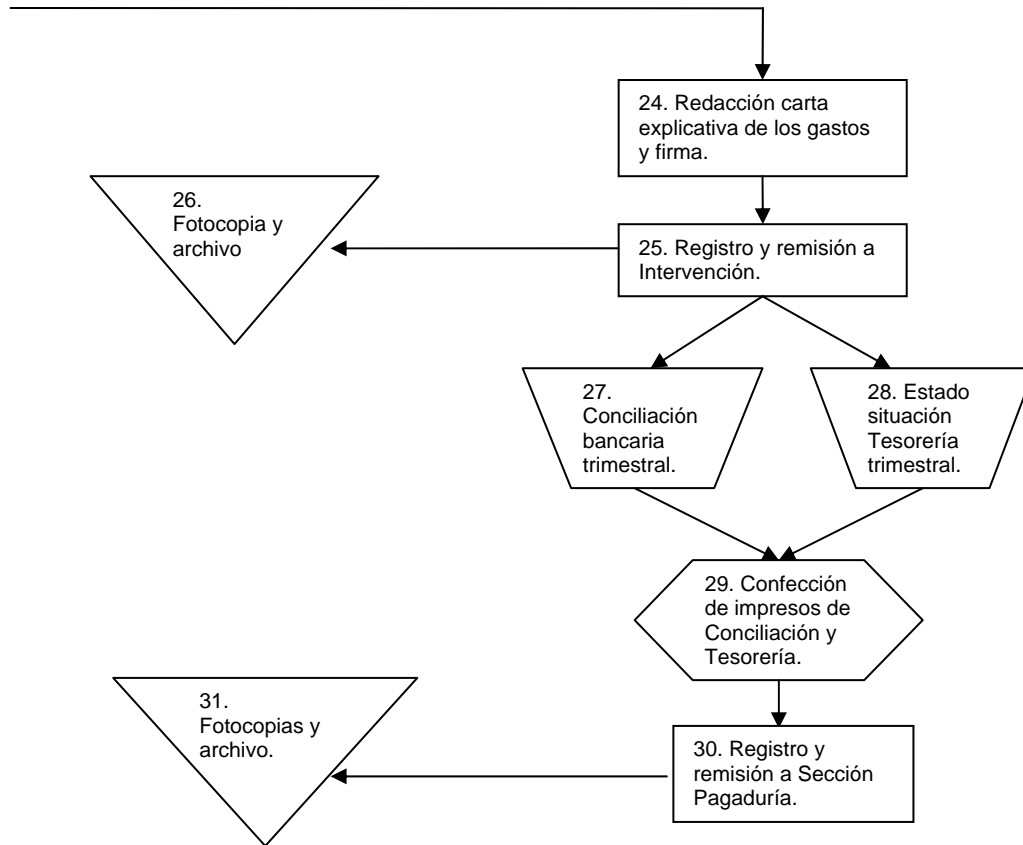 24. Redacción carta
explicativa de los gastos
y firma.
26.
Fotocopia y
archivo
25. Registro y remisión a
Intervención.
27.
Conciliación
bancaria
trimestral.
28. Estado
situación
Tesorería
trimestral.
29. Confección
de impresos de
Conciliación y
Tesorería.
31.
Fotocopias y
archivo.
30. Registro y
remisión a Sección
Pagaduría.